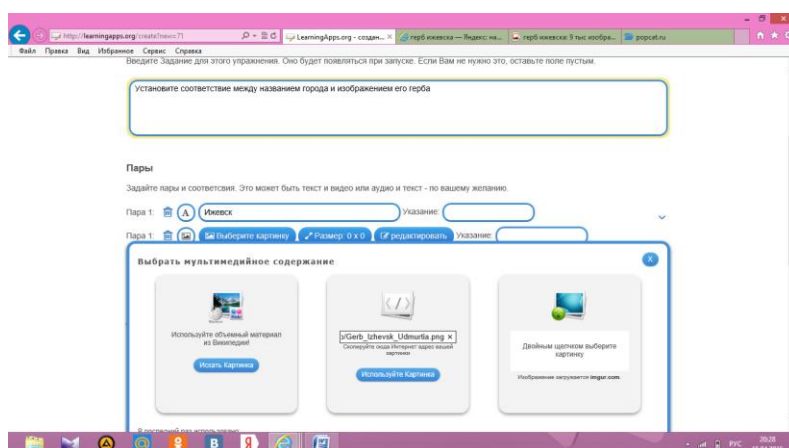 http://learningapps.org/create?new=71
LearningApps.org - создан...
герб ижевска — Яндекс: на...
герб ижевска: 9 тыс изобра...
popcat.ru
Файл Правка Вид Избранное Сервис Справка
Введите Задание для этого упражнения. Оно будет появляться при запуске. Если Вам не нужно это, оставьте поле пустым.
Установите соответствие между названием города и изображением его герба
Пары
Задайте пары и соответсвия. Это может быть текст и видео или аудио и текст - по вашему желанию.
Пара 1: A Ижевск Указание:
Пара 1: Выберите картинку Размер: 0 x 0 редактировать Указание:
Выбрать мультимедийное содержание X
Используйте объемный материал
из Википедии!
Искать Картинка
</>
)/Gerb_Izhevsk_Udmurtia.png ×
Скопируйте сюда Интернет адрес вашей
картинки
Используйте Картинка
Двойным щелчком выберите
картинку
Изображение загружается imgur.com.
В последний раз использовано
РУС 20:28